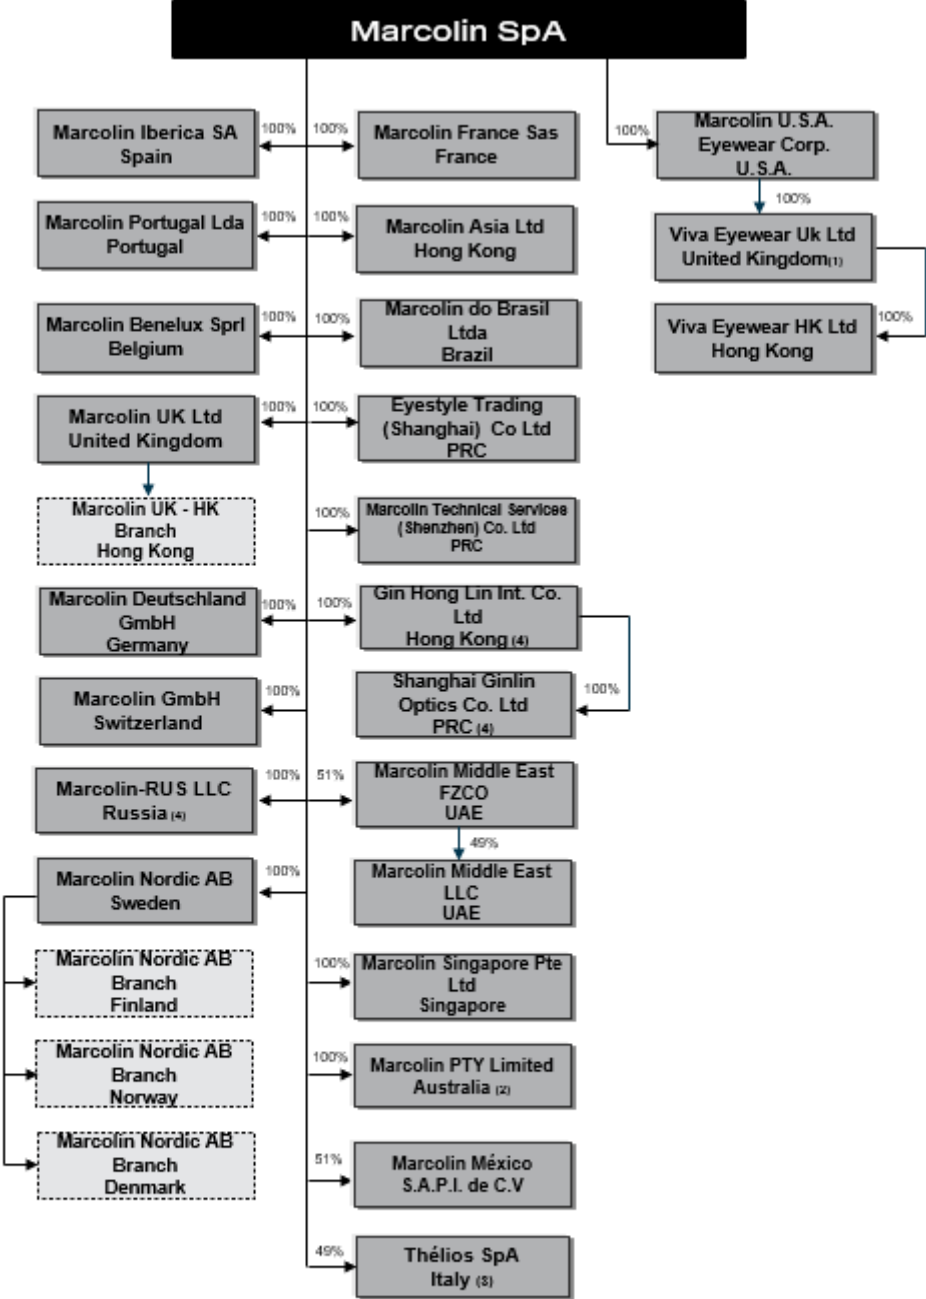 Marcolin SpA
Marcolin Iberica SA
Spain
100%
100%
Marcolin France Sas
France
100%
Marcolin U.S.A.
Eyewear Corp.
U.S.A.
100%
Marcolin Portugal Lda
Portugal
100%
100%
Marcolin Asia Ltd
Hong Kong
Viva Eyewear Uk Ltd
United Kingdom(1)
100%
Viva Eyewear HK Ltd
Hong Kong
Marcolin Benelux Sprl
Belgium
100%
100%
Marcolin do Brasil
Ltda
Brazil
Marcolin UK Ltd
United Kingdom
100%
100%
Eyestyle Trading
(Shanghai) Co Ltd
PRC
Marcolin UK - HK
Branch
Hong Kong
100%
Marcolin Technical Services
(Shenzhen) Co. Ltd
PRC
Marcolin Deutschland
GmbH
Germany
100%
100%
Gin Hong Lin Int. Co.
Ltd
Hong Kong (4)
Marcolin GmbH
Switzerland
100%
Shanghai Ginlin
Optics Co. Ltd
PRC (4)
100%
Marcolin-RUS LLC
Russia (4)
100%
51%
Marcolin Middle East
FZCO
UAE
49%
Marcolin Nordic AB
Sweden
100%
Marcolin Middle East
LLC
UAE
Marcolin Nordic AB
Branch
Finland
100%
Marcolin Singapore Pte
Ltd
Singapore
Marcolin Nordic AB
Branch
Norway
100%
Marcolin PTY Limited
Australia (2)
Marcolin Nordic AB
Branch
Denmark
51%
Marcolin México
S.A.P.I. de C.V
49%
Thélios SpA
Italy (3)